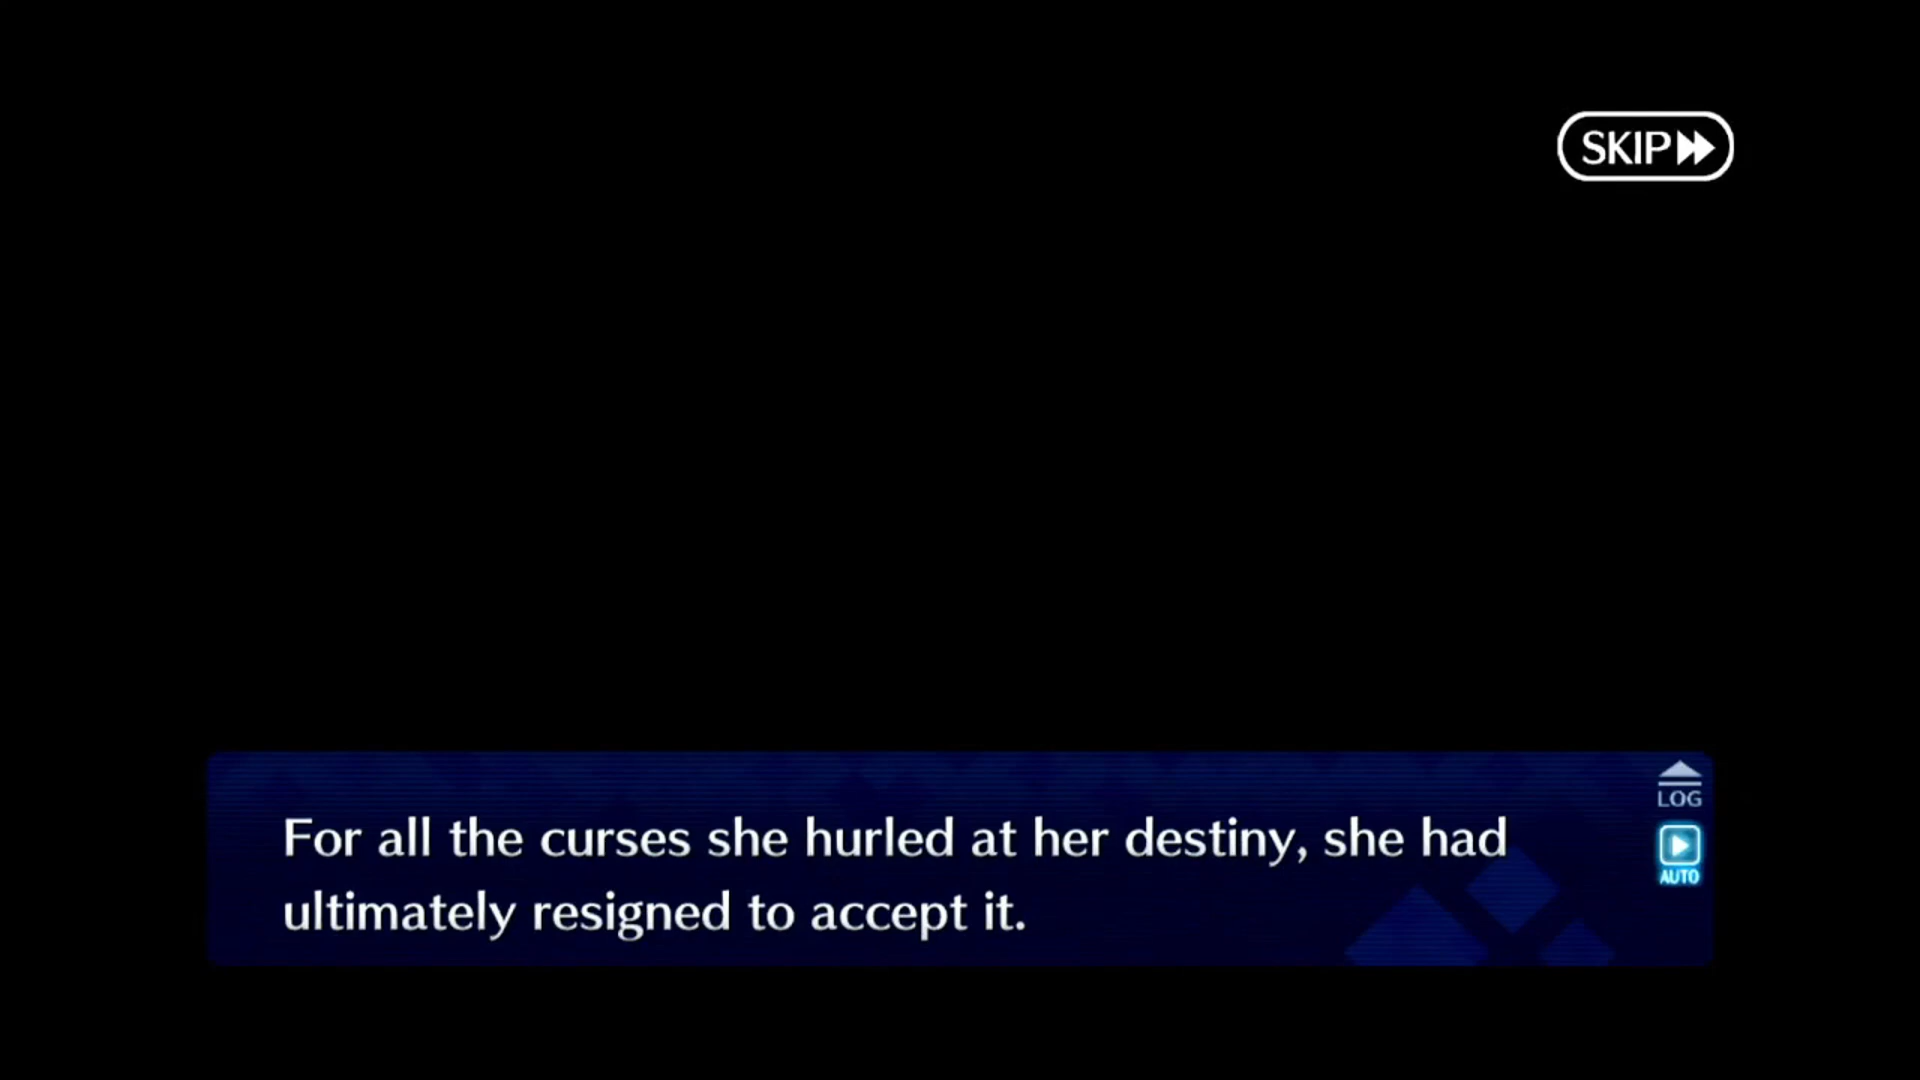 SKIP
LOG
For all the curses she hurled at her destiny, she had
ultimately resigned to accept it.
AUTO